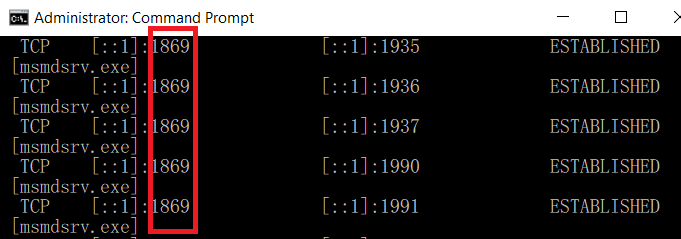 Administrator: Command Prompt
TCP [::1]:1869 [::1]:1935 ESTABLISHED
[msmdsrv.exe]
TCP [::1]:1869 [::1]:1936 ESTABLISHED
[msmdsrv.exe]
TCP [::1]:1869 [::1]:1937 ESTABLISHED
[msmdsrv.exe]
TCP [::1]:1869 [::1]:1990 ESTABLISHED
[msmdsrv.exe]
TCP [::1]:1869 [::1]:1991 ESTABLISHED
[msmdsrv.exe]